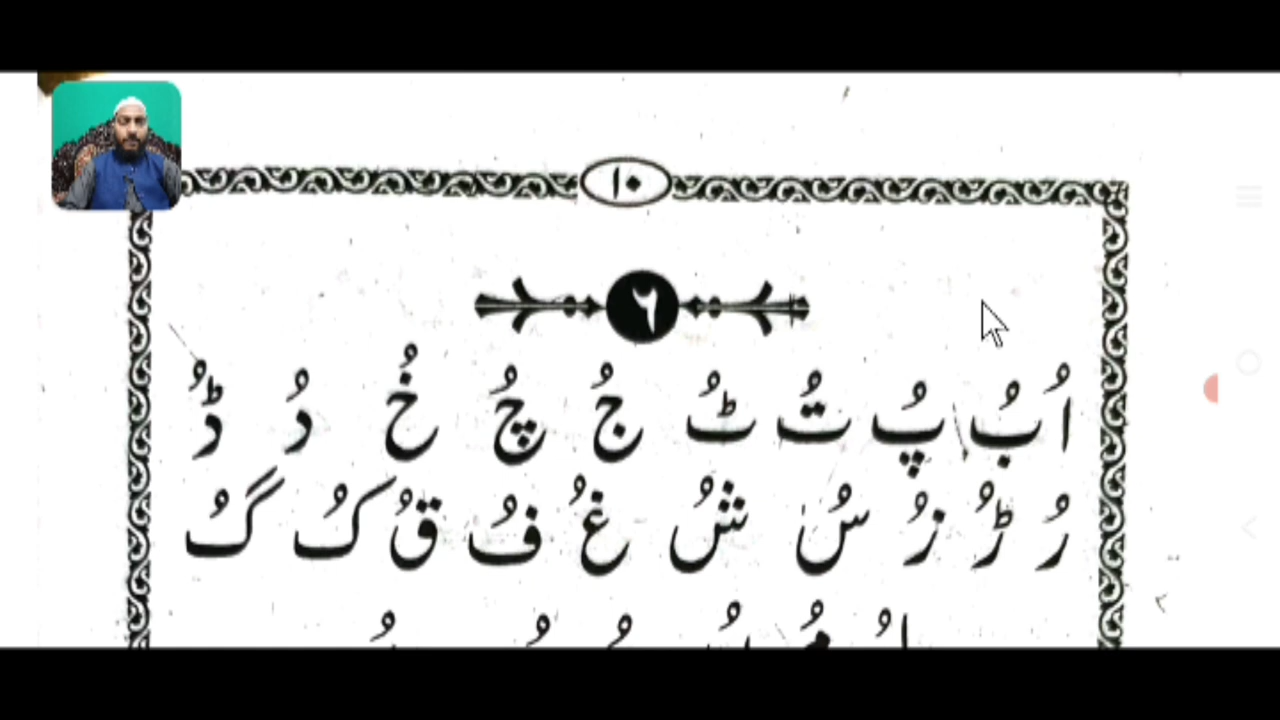 ۱۰
۶
اُ بُ پُ تُ ٹُ جُ چُ خُ دُ ڈُ
رُ ڑُ زُ سُ شُ غُ فُ قُ کُ گُ